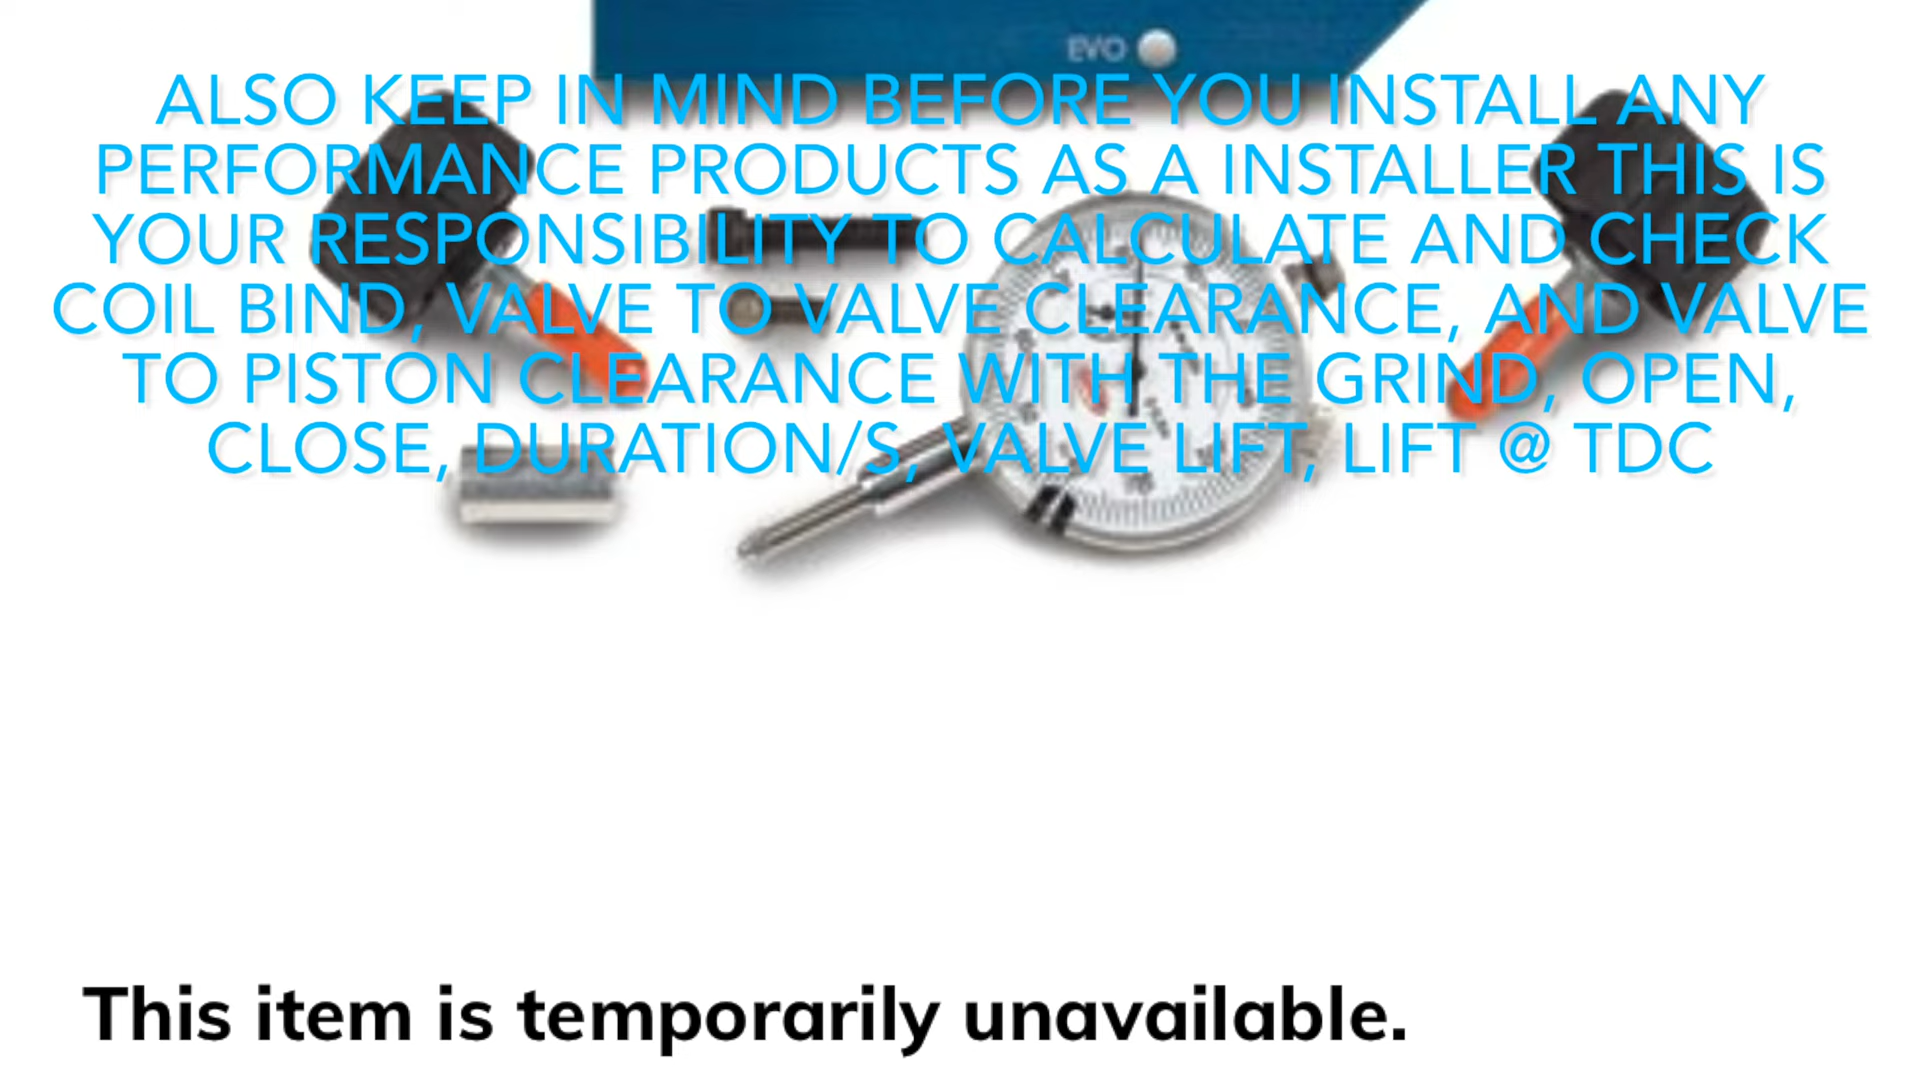 EVO
ALSO KEEP IN MIND BEFORE YOU INSTALL ANY
PERFORMANCE PRODUCTS AS A INSTALLER THIS IS
YOUR RESPONSIBILITY TO CALCULATE AND CHECK
COIL BIND, VALVE TO VALVE CLEARANCE, AND VALVE
TO PISTON CLEARANCE WITH THE GRIND, OPEN,
CLOSE, DURATION/S, VALVE LIFT, LIFT @ TDC
This item is temporarily unavailable.